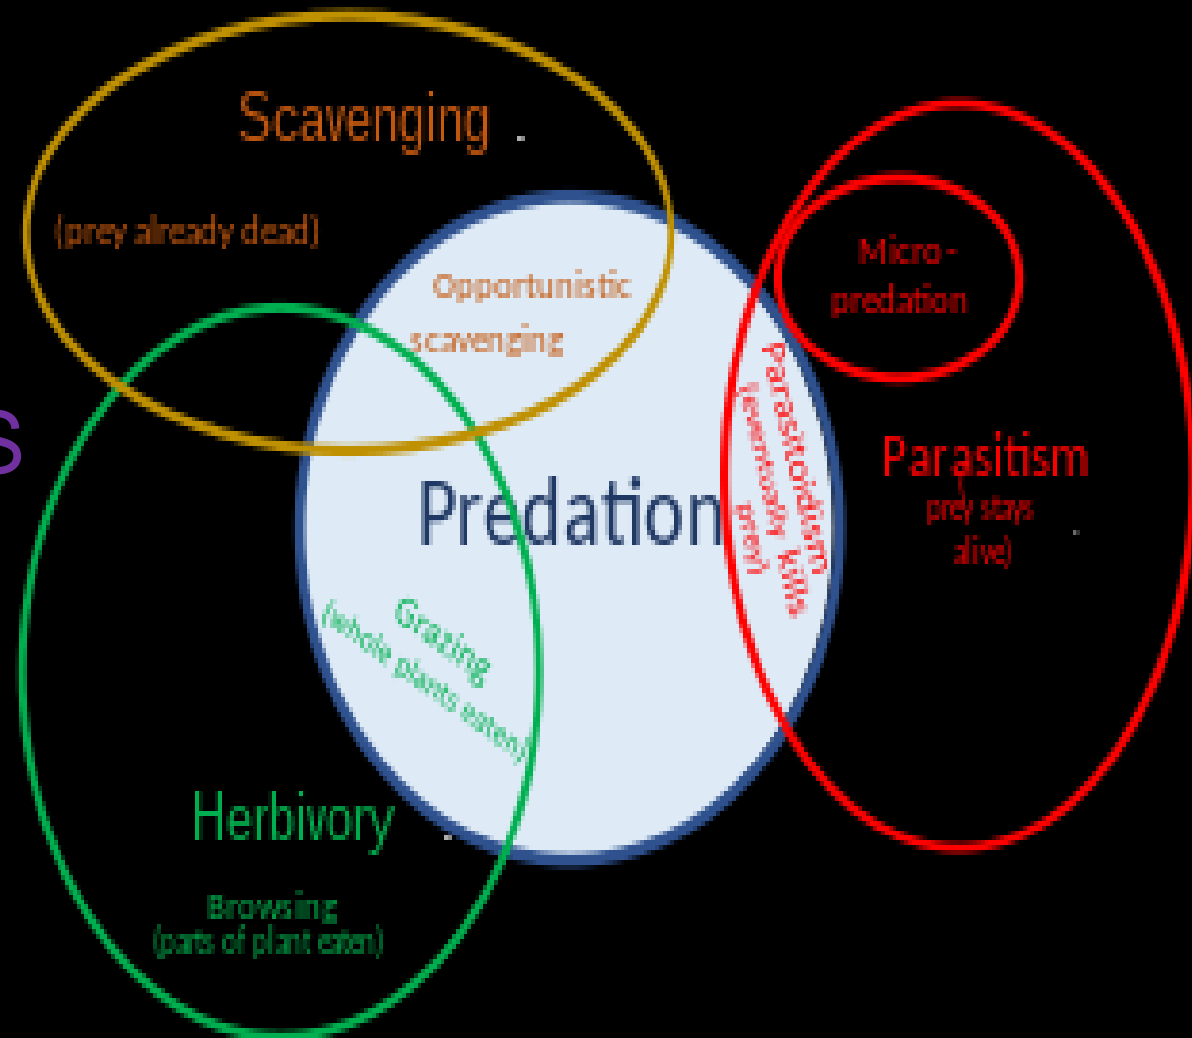 Scavenging
(prey already dead)
Opportunistic
scavenging
Micro-
predation
s
Parasitoidism
(eventually kills
prey)
Parasitism
(
prey stays
alive)
Predation
Grazing
(whole plants eaten)
Herbivory
Browsing
(parts of plant eaten)